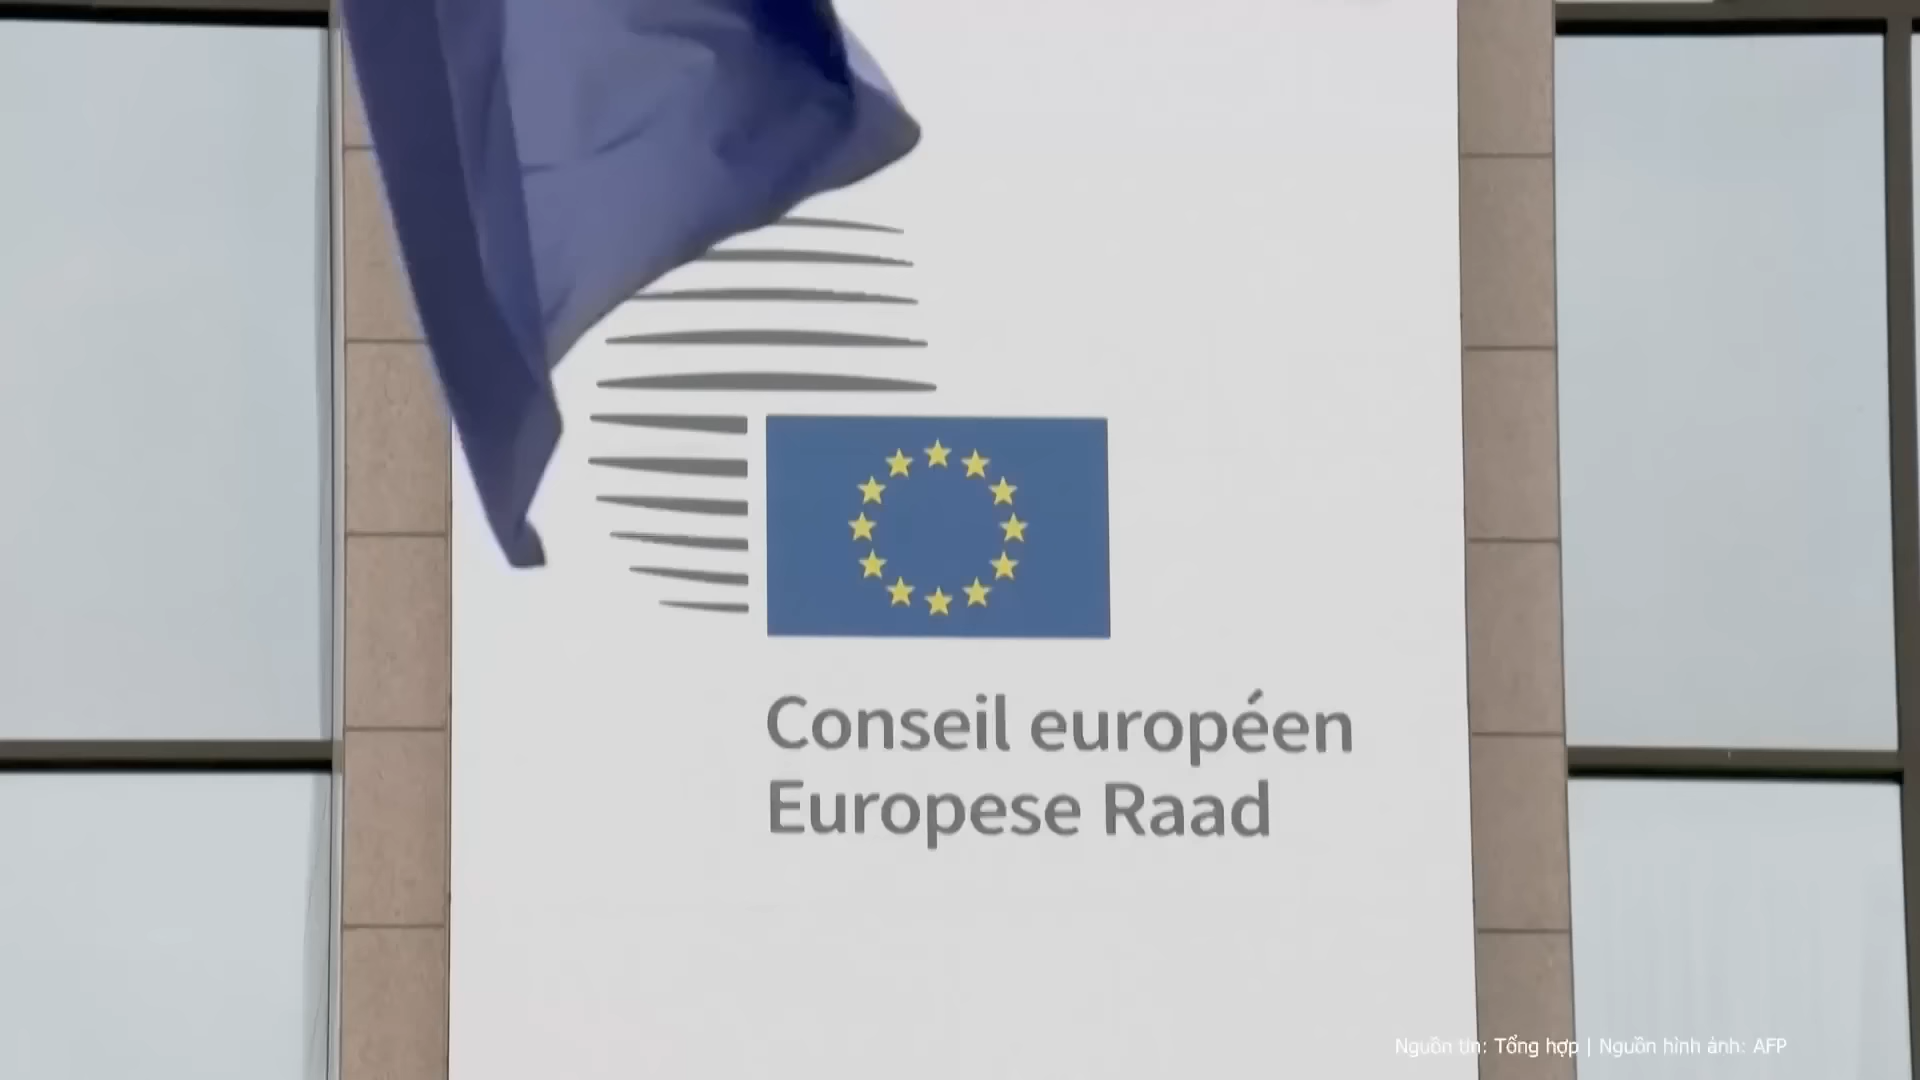 Conseil européen
Europese Raad
Nguồn tin: Tổng hợp | Nguồn hình ảnh: AFP